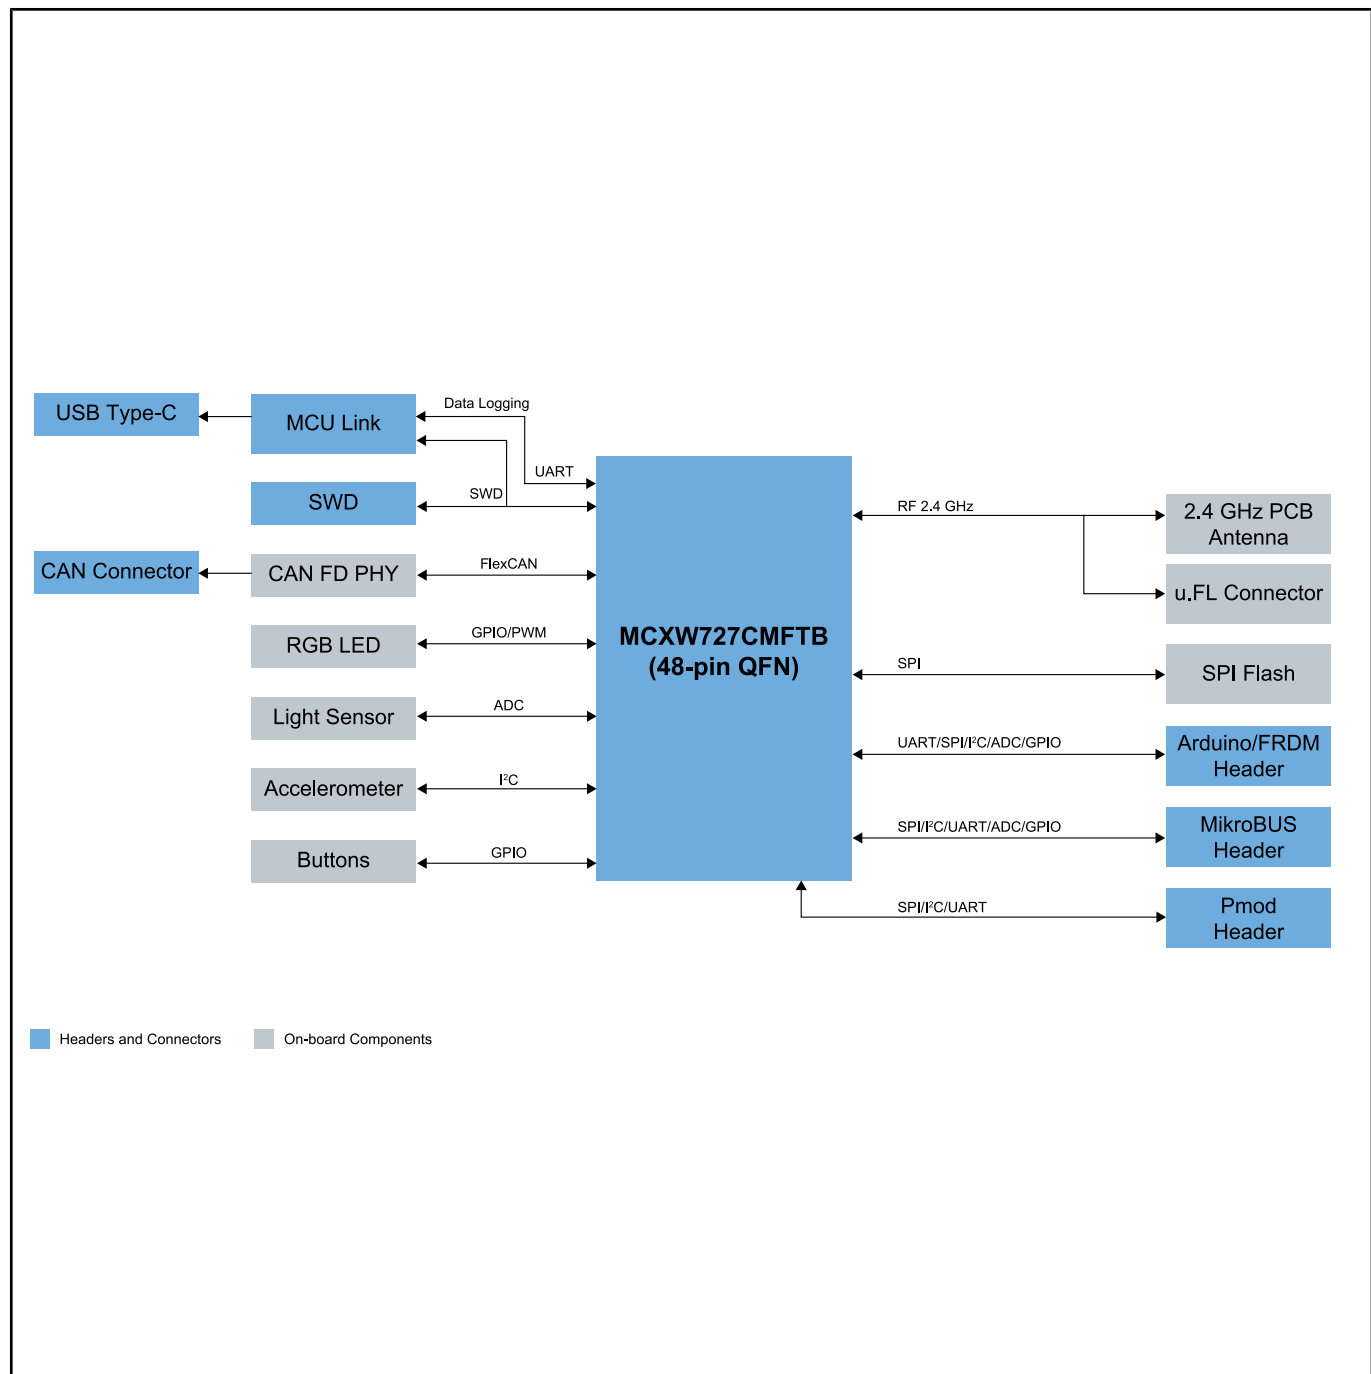 USB Type-C
MCU Link
Data Logging
UART
SWD
SWD
CAN Connector
CAN FD PHY
FlexCAN
RGB LED
GPIO/PWM
Light Sensor
ADC
Accelerometer
I²C
Buttons
GPIO
MCXW727CMFTB
(48-pin QFN)
RF 2.4 GHz
2.4 GHz PCB
Antenna
u.FL Connector
SPI
SPI Flash
UART/SPI/I²C/ADC/GPIO
Arduino/FRDM
Header
SPI/I²C/UART/ADC/GPIO
MikroBUS
Header
SPI/I²C/UART
Pmod
Header
Headers and Connectors
On-board Components